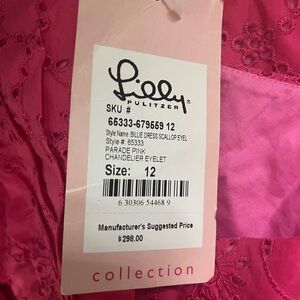 Lilly
PULITZER®
SKU #
65333-679559 12
Style Name: BILLIE DRESS SCALLOP EYEL
Style #: 65333
PARADE PINK
CHANDELIER EYELET
Size: 12
6 30306 54468 9
Manufacturer's Suggested Price
$298.00
collection